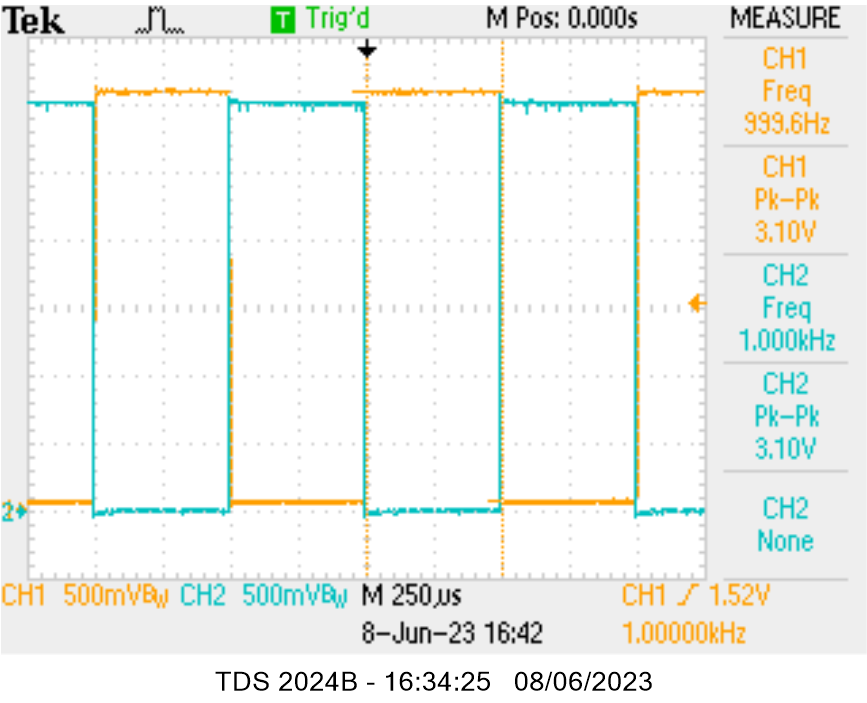 Tek T Trig'd M Pos: 0.000s MEASURE
CH1
Freq
999.6Hz
CH1
Pk-Pk
3.10V
CH2
Freq
1.000kHz
CH2
Pk-Pk
3.10V
CH2
None
2
CH1 500mVBW CH2 500mVBW M 250µs CH1 1.52V
8-Jun-23 16:42 1.00000kHz
TDS 2024B - 16:34:25 08/06/2023